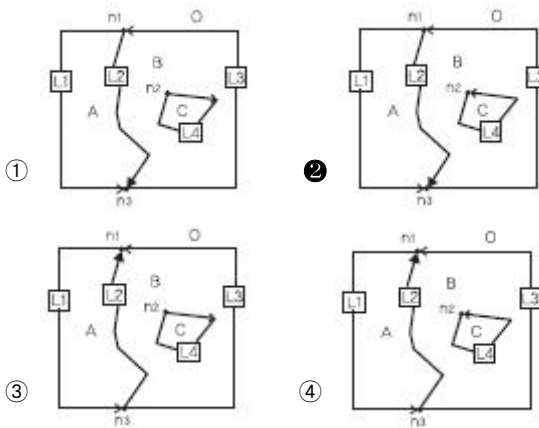 n1 O
L1 L2 B L3
n2
A C
L4
①
n3
n1 O
L1 L2 B L3
n2
A C
L4
❷
n3
n1 O
B
L1 L2 n2 L3
A C
L4
③
n3
n1 O
B
L1 L2 n2 L3
A C
L4
④
n3